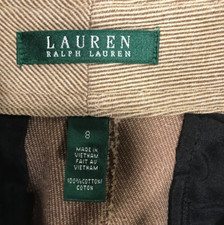 LAUREN
RALPH LAUREN
8
MADE IN
VIETNAM
FAIT AU
VIETNAM
100%COTTON/
COTON